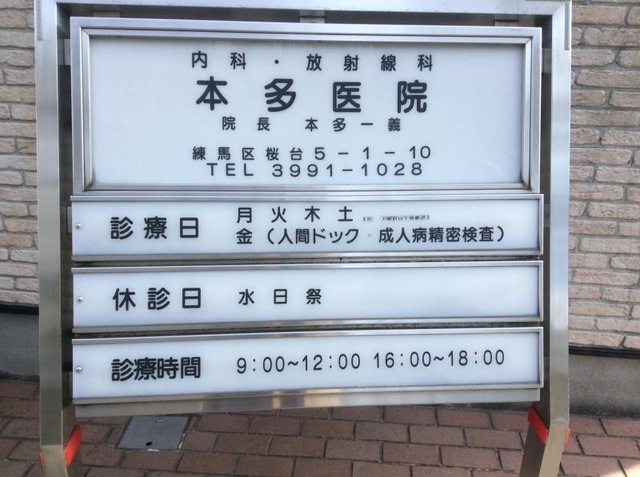 内科・放射線科
本多医院
院長 本多一義
練馬区桜台5-1-10
TEL 3991-1028
診療日
月火木土
金(人間ドック・成人病精密検査)
休診日 水日祭
診療時間 9:00~12:00 16:00~18:00